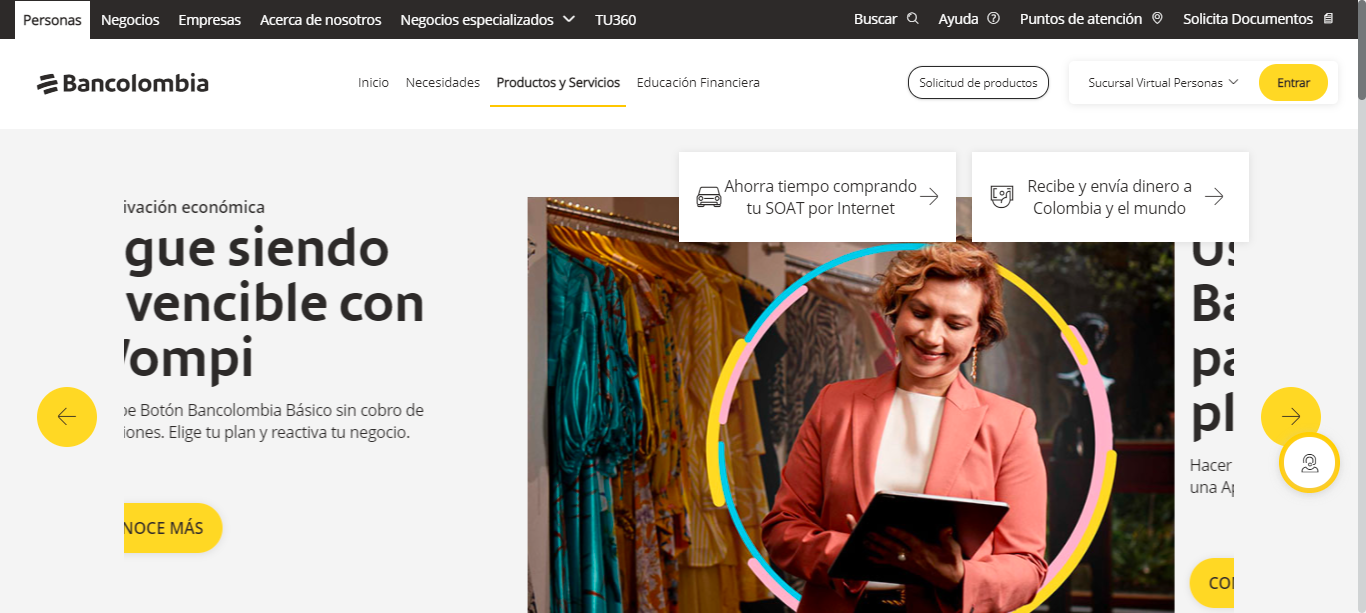 Personas Negocios Empresas Acerca de nosotros Negocios especializados TU360 Buscar Ayuda Puntos de atención Solicita Documentos
Bancolombia Inicio Necesidades Productos y Servicios Educación Financiera Solicitud de productos Sucursal Virtual Personas Entrar
Ahorra tiempo comprando
tu SOAT por Internet
Recibe y envía dinero a
Colombia y el mundo
ivación económica
gue siendo
vencible con
ompi
e Botón Bancolombia Básico sin cobro de
iones. Elige tu plan y reactiva tu negocio.
NOCE MÁS
Us
Ba
pa
pl
Hacer
una Ap
CON